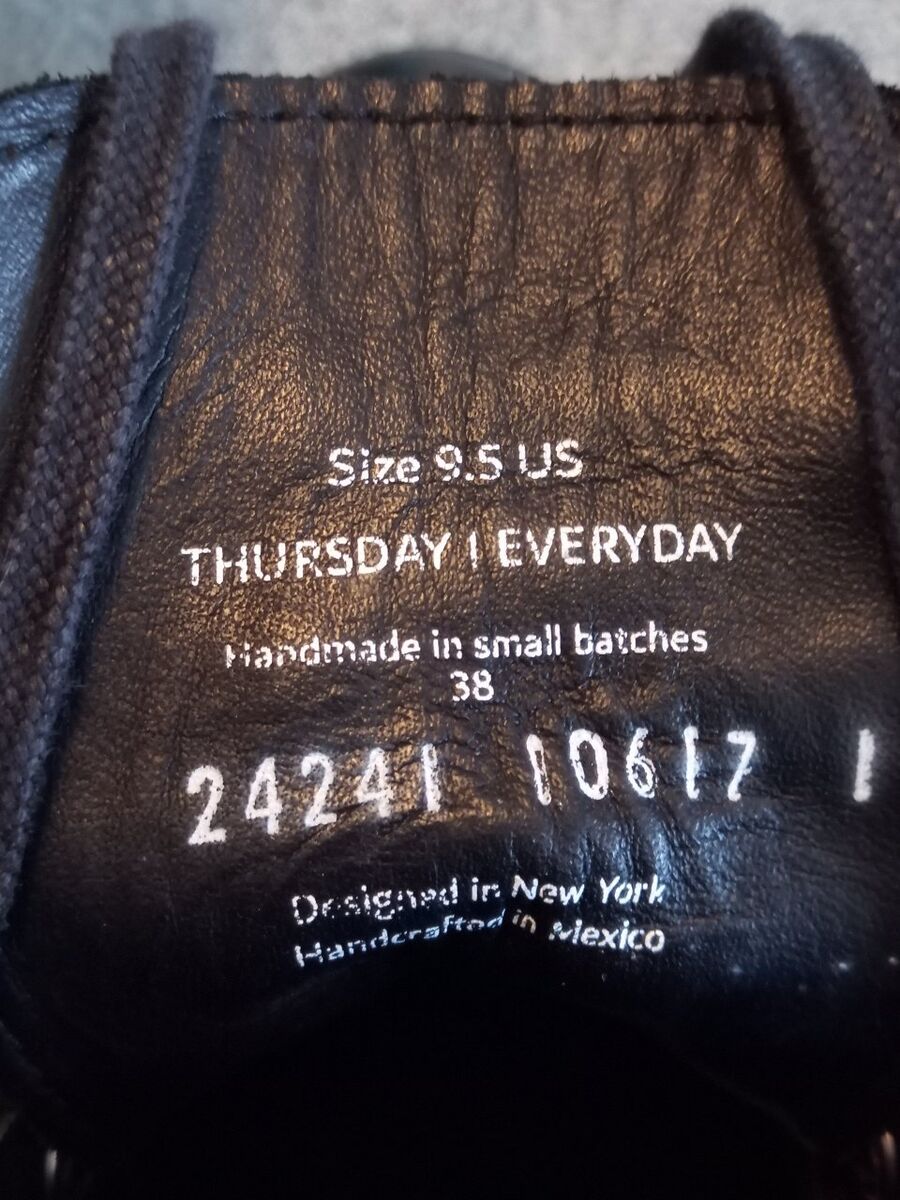 Size 9.5 US
THURSDAY | EVERYDAY
Handmade in small batches
38
24241 10617 1
Designed in New York
Handcrafted in Mexico